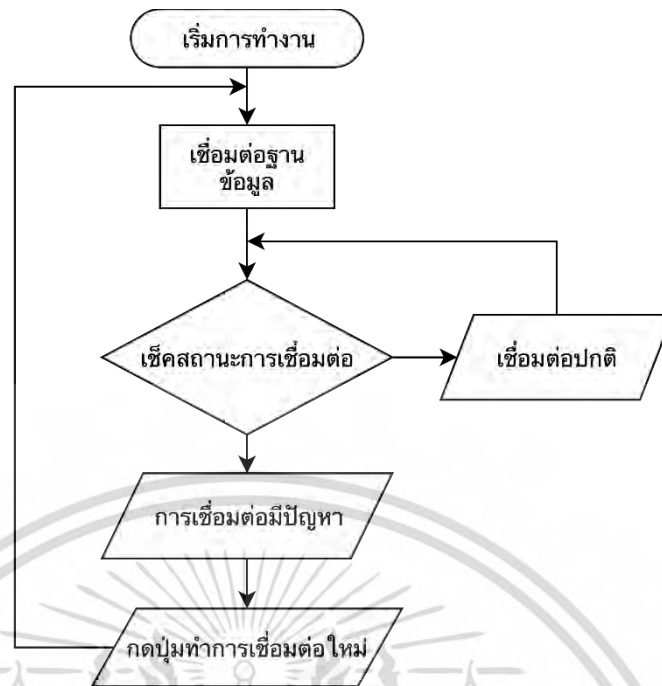 เริ่มการทำงาน
เชื่อมต่อฐาน
ข้อมูล
เช็คสถานะการเชื่อมต่อ
เชื่อมต่อปกติ
การเชื่อมต่อมีปัญหา
กดปุ่มทำการเชื่อมต่อใหม่